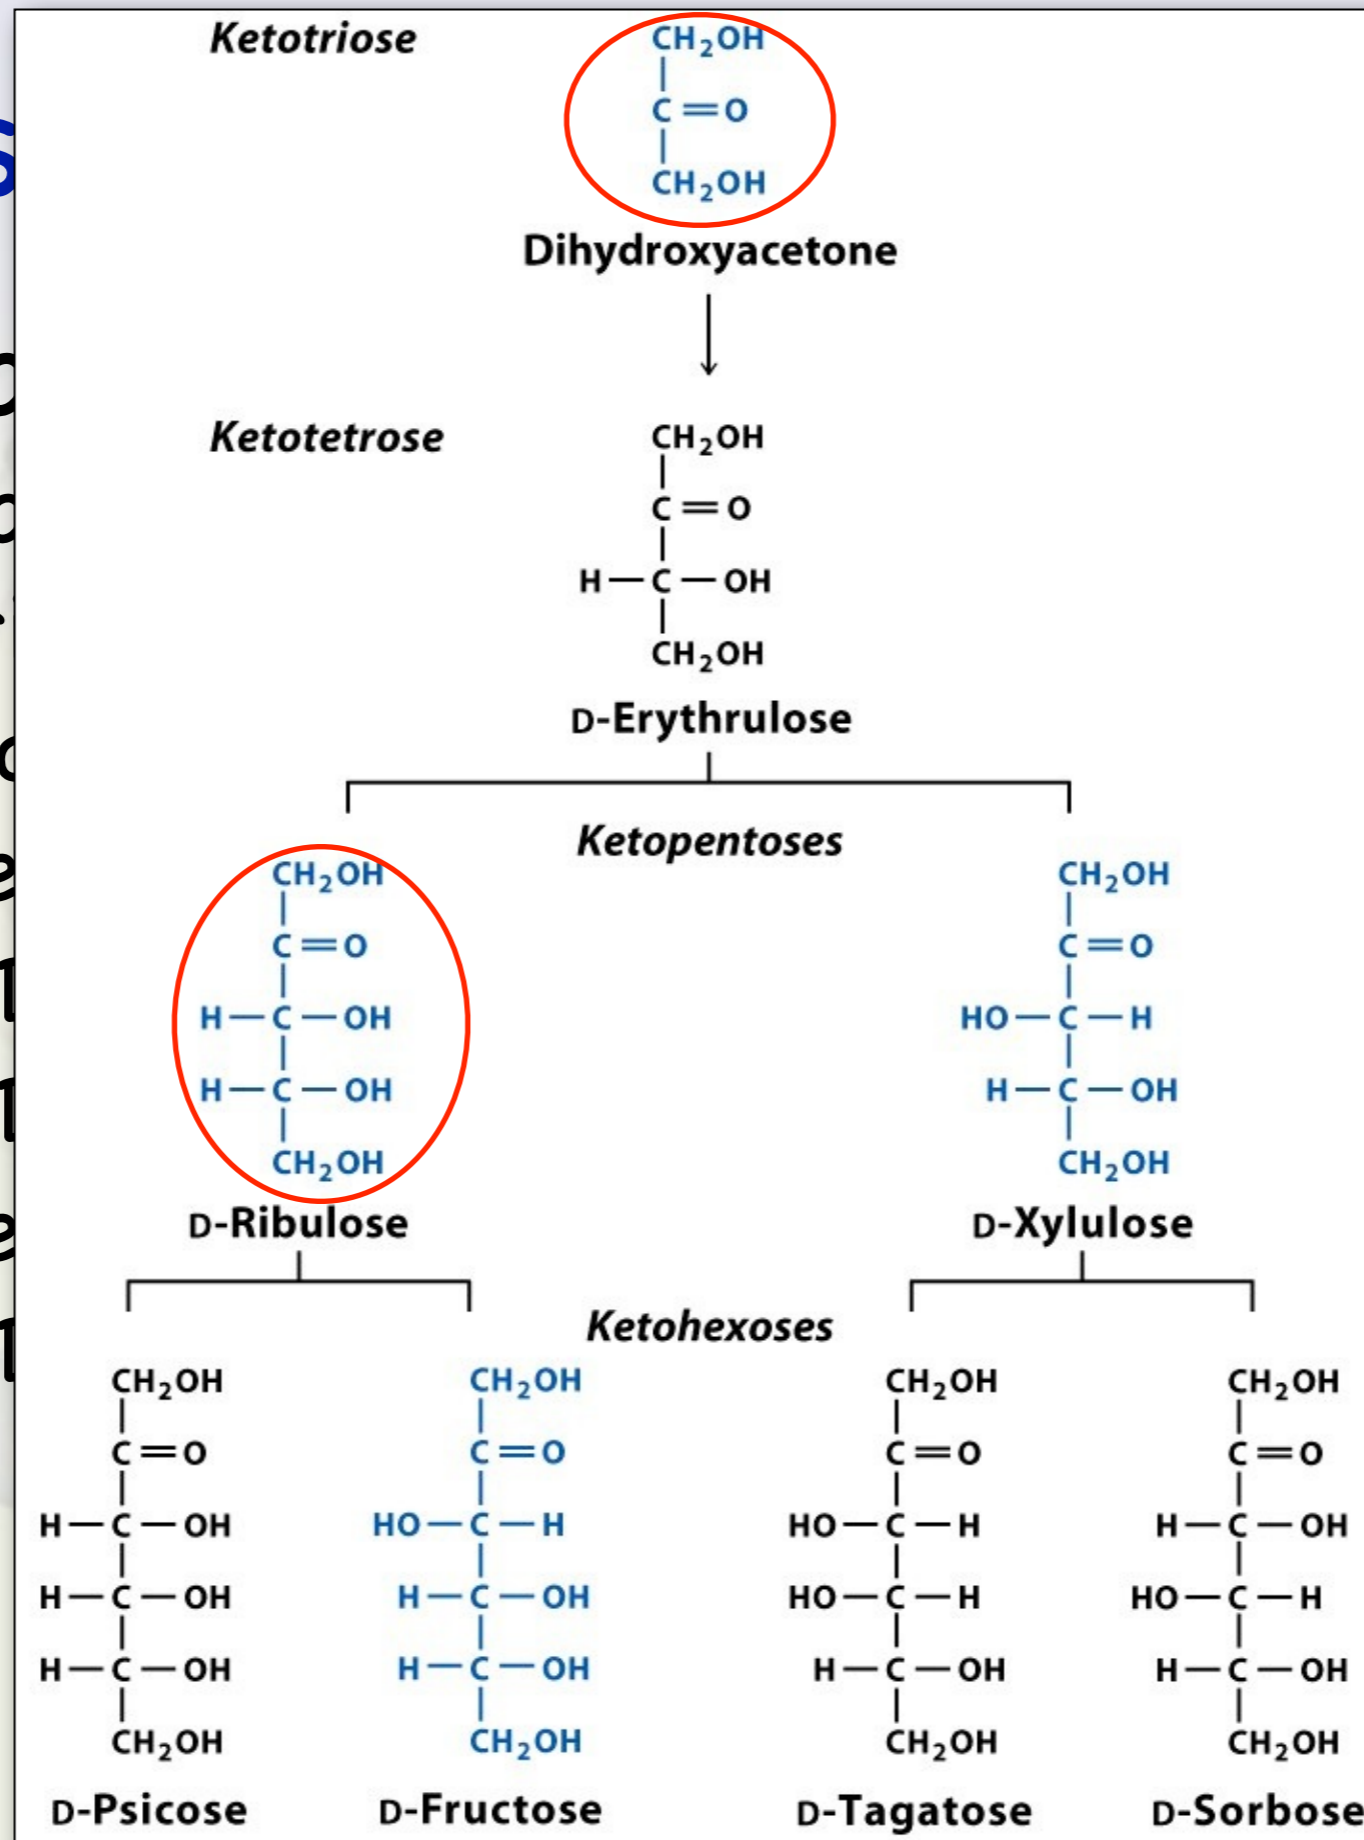 Ketotriose
CH₂OH
C=O
CH₂OH
Dihydroxyacetone
Ketotetrose
CH₂OH
C=O
H—C—OH
CH₂OH
D-Erythrulose
Ketopentoses
CH₂OH CH₂OH
C=O C=O
H—C—OH HO—C—H
H—C—OH H—C—OH
CH₂OH CH₂OH
D-Ribulose D-Xylulose
Ketohexoses
CH₂OH CH₂OH CH₂OH CH₂OH
C=O C=O C=O C=O
H—C—OH HO—C—H HO—C—H H—C—OH
H—C—OH H—C—OH HO—C—H HO—C—H
H—C—OH H—C—OH H—C—OH H—C—OH
CH₂OH CH₂OH CH₂OH CH₂OH
D-Psicose D-Fructose D-Tagatose D-Sorbose